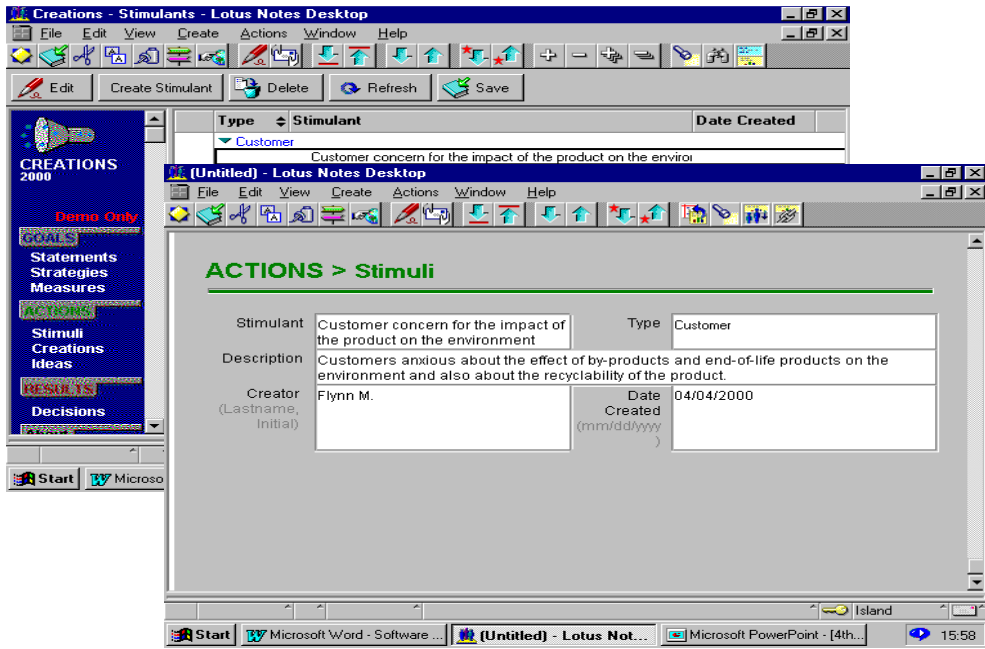 Creations - Stimulants - Lotus Notes Desktop
File Edit View Create Actions Window Help
Edit Create Stimulant Delete Refresh Save
Type Stimulant Date Created
Customer
Customer concern for the impact of the product on the enviror
CREATIONS
2000
Demo Only
GOALS
Statements
Strategies
Measures
ACTIONS
Stimuli
Creations
Ideas
RESULTS
Decisions
Start Microso
(Untitled) - Lotus Notes Desktop
File Edit View Create Actions Window Help
ACTIONS > Stimuli
Stimulant Customer concern for the impact of Type Customer
the product on the environment
Description Customers anxious about the effect of by-products and end-of-life products on the
environment and also about the recyclability of the product.
Creator Flynn M. Date 04/04/2000
(Lastname, Created
Initial) (mm/dd/yyyy
)
Island
Start Microsoft Word - Software ... (Untitled) - Lotus Not... Microsoft PowerPoint - [4th... 15:58